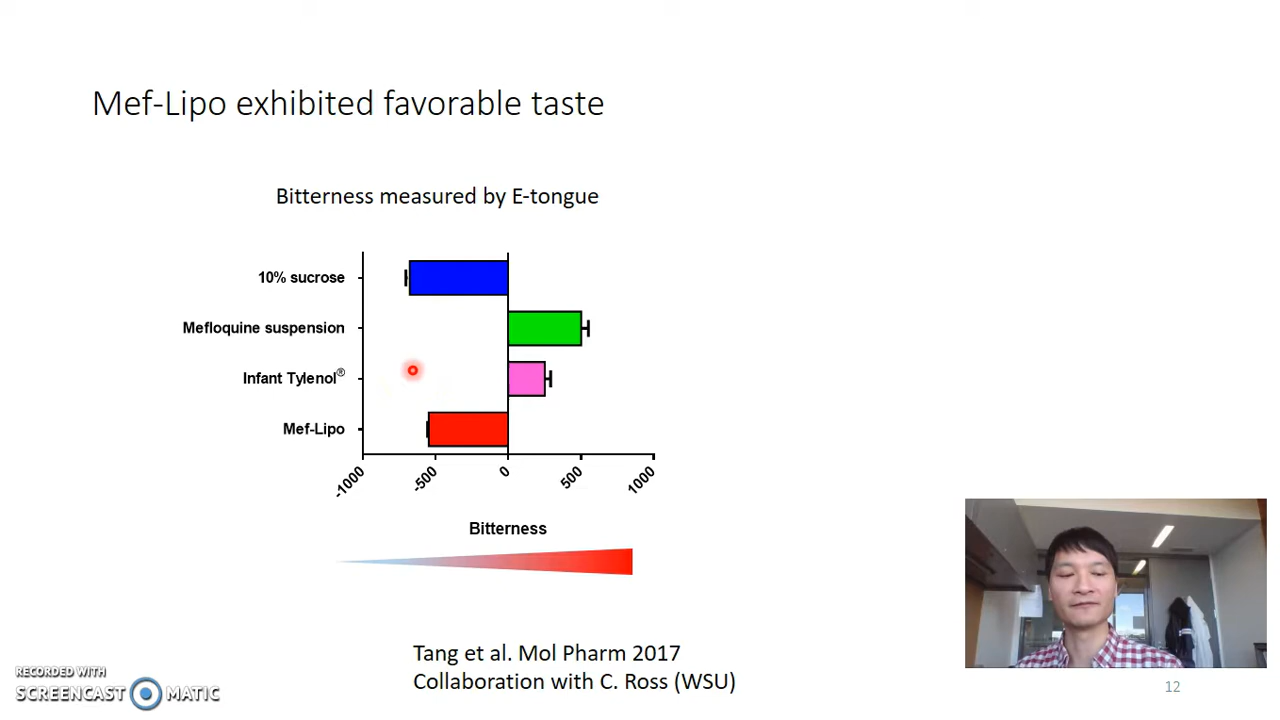 Mef-Lipo exhibited favorable taste
Bitterness measured by E-tongue
10% sucrose
Mefloquine suspension
Infant Tylenol®
Mef-Lipo
-1000
-500
0
500
1000
Bitterness
Tang et al. Mol Pharm 2017
Collaboration with C. Ross (WSU)
RECORDED WITH
SCREENCAST MATIC
12